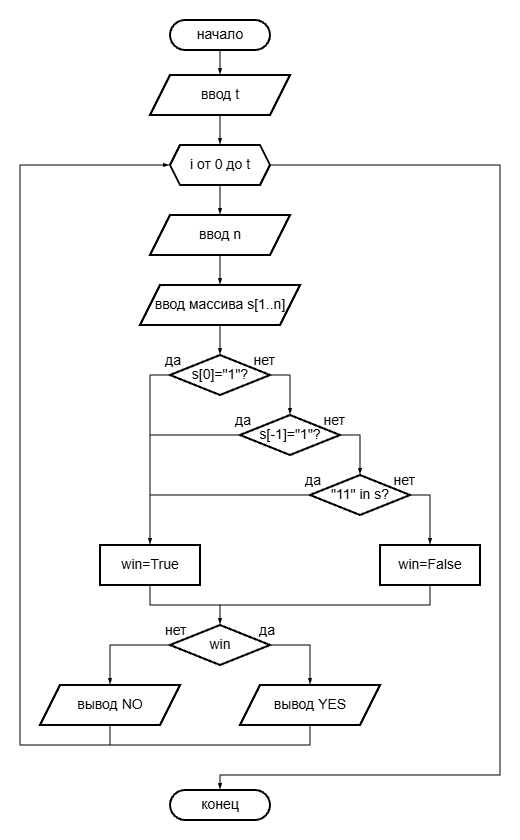 начало
ввод t
i от 0 до t
ввод n
ввод массива s[1..n]
да
нет
s[0]="1"?
да
нет
s[-1]="1"?
да
нет
"11" in s?
win=True
win=False
нет
да
win
вывод NO
вывод YES
конец